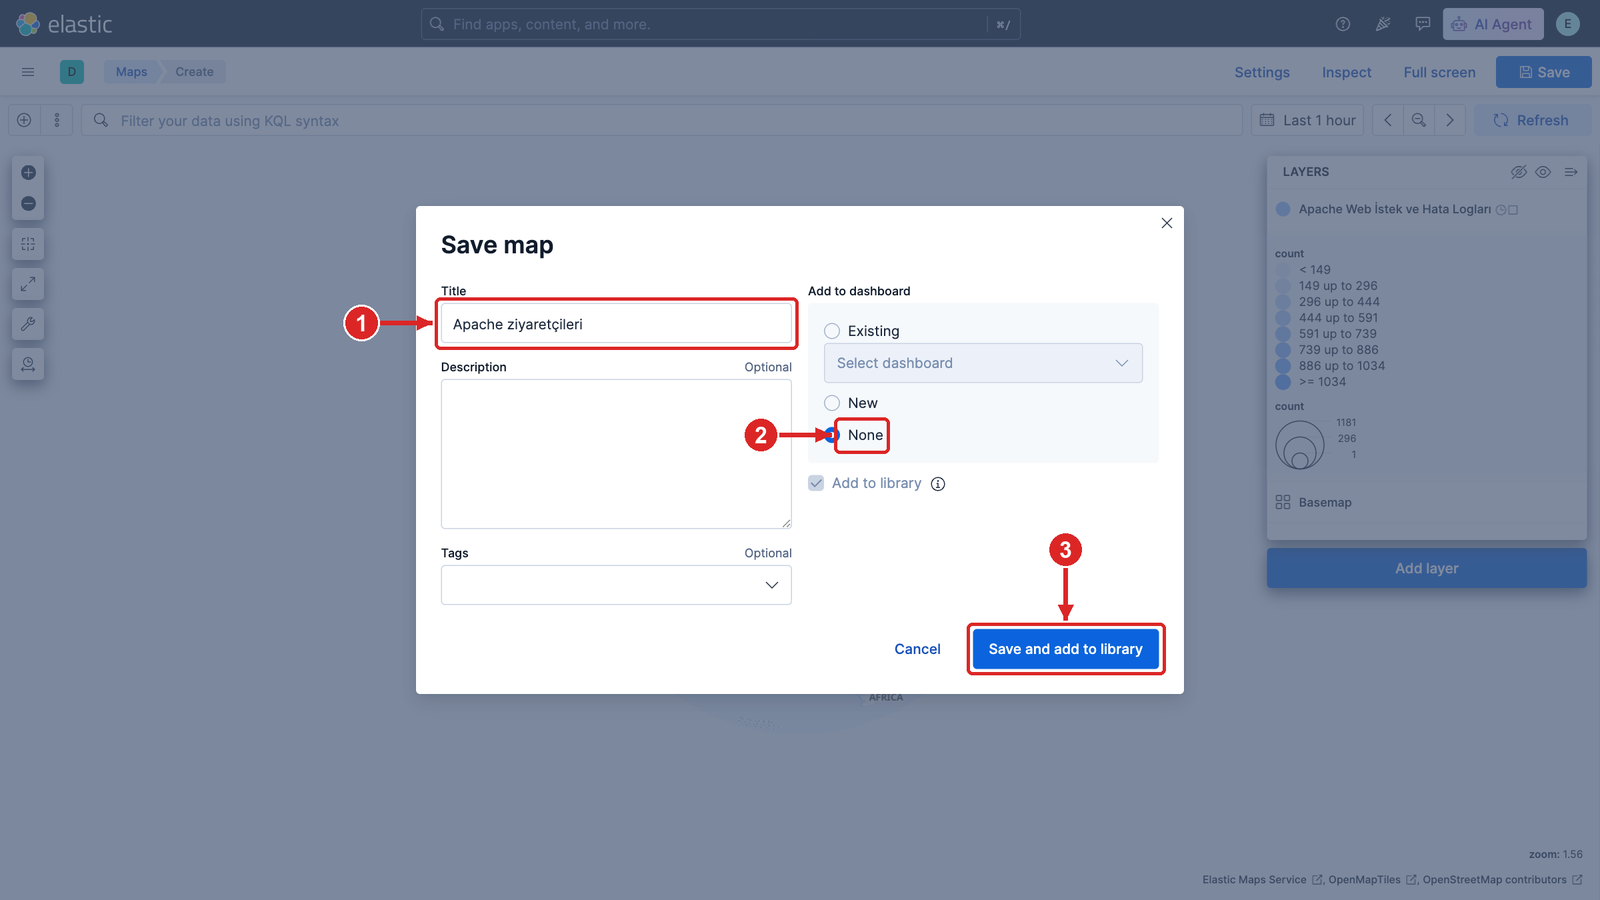 elastic
Find apps, content, and more.
⌘/
AI Agent
E
D
Maps
Create
Settings
Inspect
Full screen
Save
Filter your data using KQL syntax
Last 1 hour
Refresh
LAYERS
Apache Web İstek ve Hata Logları
count
< 149
149 up to 296
296 up to 444
444 up to 591
591 up to 739
739 up to 886
886 up to 1034
>= 1034
count
1181
296
1
Basemap
Add layer
Save map
Title
1
Apache ziyaretçileri
Description
Optional
Tags
Optional
Add to dashboard
Existing
Select dashboard
New
2
None
Add to library
3
Cancel
Save and add to library
AFRICA
zoom: 1.56
Elastic Maps Service , OpenMapTiles , OpenStreetMap contributors